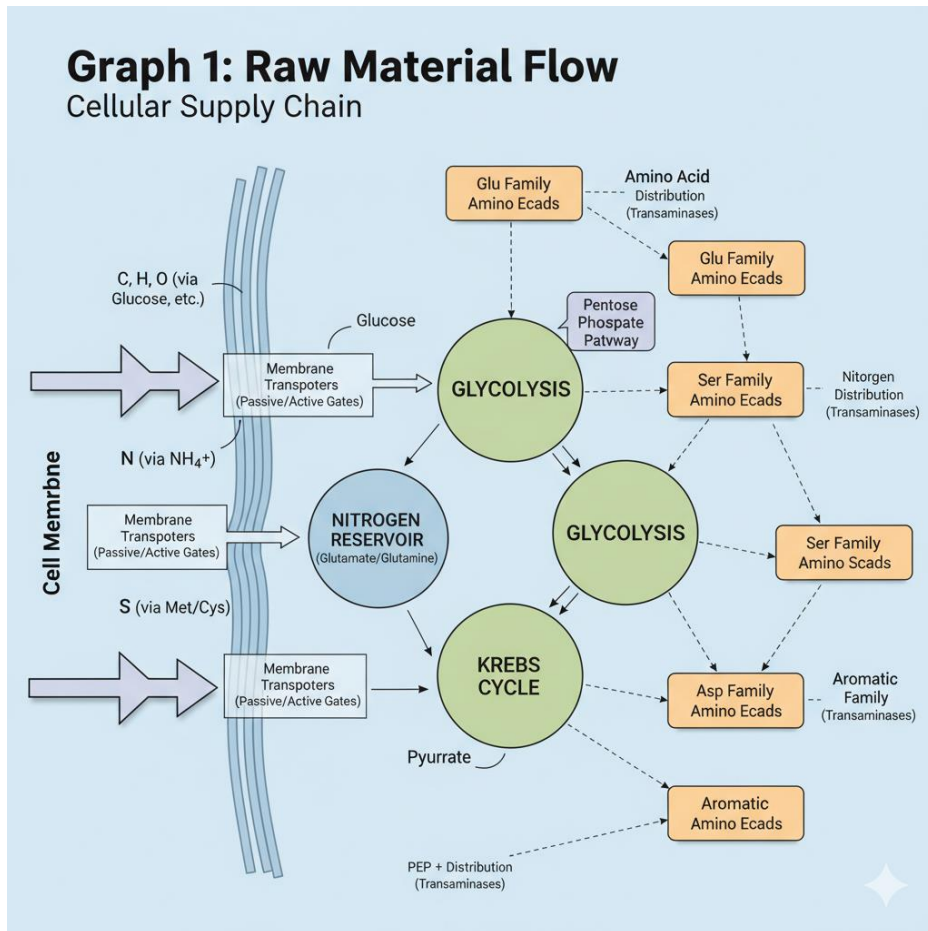 Graph 1: Raw Material Flow
Cellular Supply Chain
Glu Family
Amino Ecads
Amino Acid
Distribution
(Transaminases)
Glu Family
Amino Ecads
C, H, O (via
Glucose, etc.)
Glucose
Pentose
Phospate
Patvway
Membrane
Transpoters
(Passive/Active Gates)
GLYCOLYSIS
Ser Family
Amino Ecads
Nitorgen
Distribution
(Transaminases)
N (via NH₄⁺)
Cell Memrbne
Membrane
Transpoters
(Passive/Active Gates)
NITROGEN
RESERVOIR
(Glutamate/Glutamine)
GLYCOLYSIS
Ser Family
Amino Scads
S (via Met/Cys)
Membrane
Transpoters
(Passive/Active Gates)
KREBS
CYCLE
Asp Family
Amino Ecads
Aromatic
Family
(Transaminases)
Pyurrate
Aromatic
Amino Ecads
PEP + Distribution
(Transaminases)